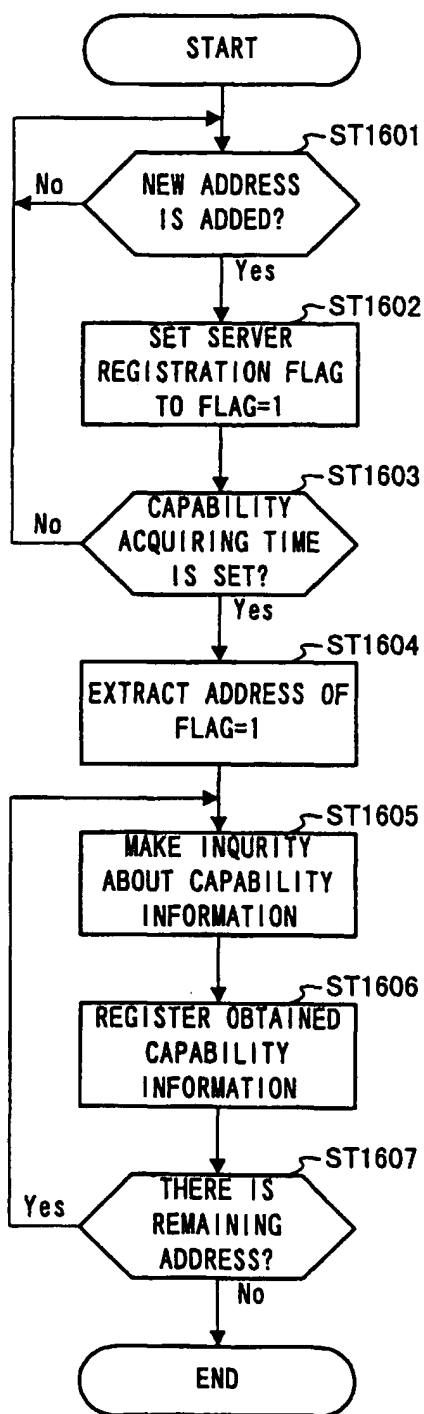 START
ST1601
NEW ADDRESS
IS ADDED?
No
Yes
ST1602
SET SERVER
REGISTRATION FLAG
TO FLAG=1
ST1603
CAPABILITY
ACQUIRING TIME
IS SET?
No
Yes
ST1604
EXTRACT ADDRESS OF
FLAG=1
ST1605
MAKE INQURITY
ABOUT CAPABILITY
INFORMATION
ST1606
REGISTER OBTAINED
CAPABILITY
INFORMATION
ST1607
THERE IS
REMAINING
ADDRESS?
Yes
No
END